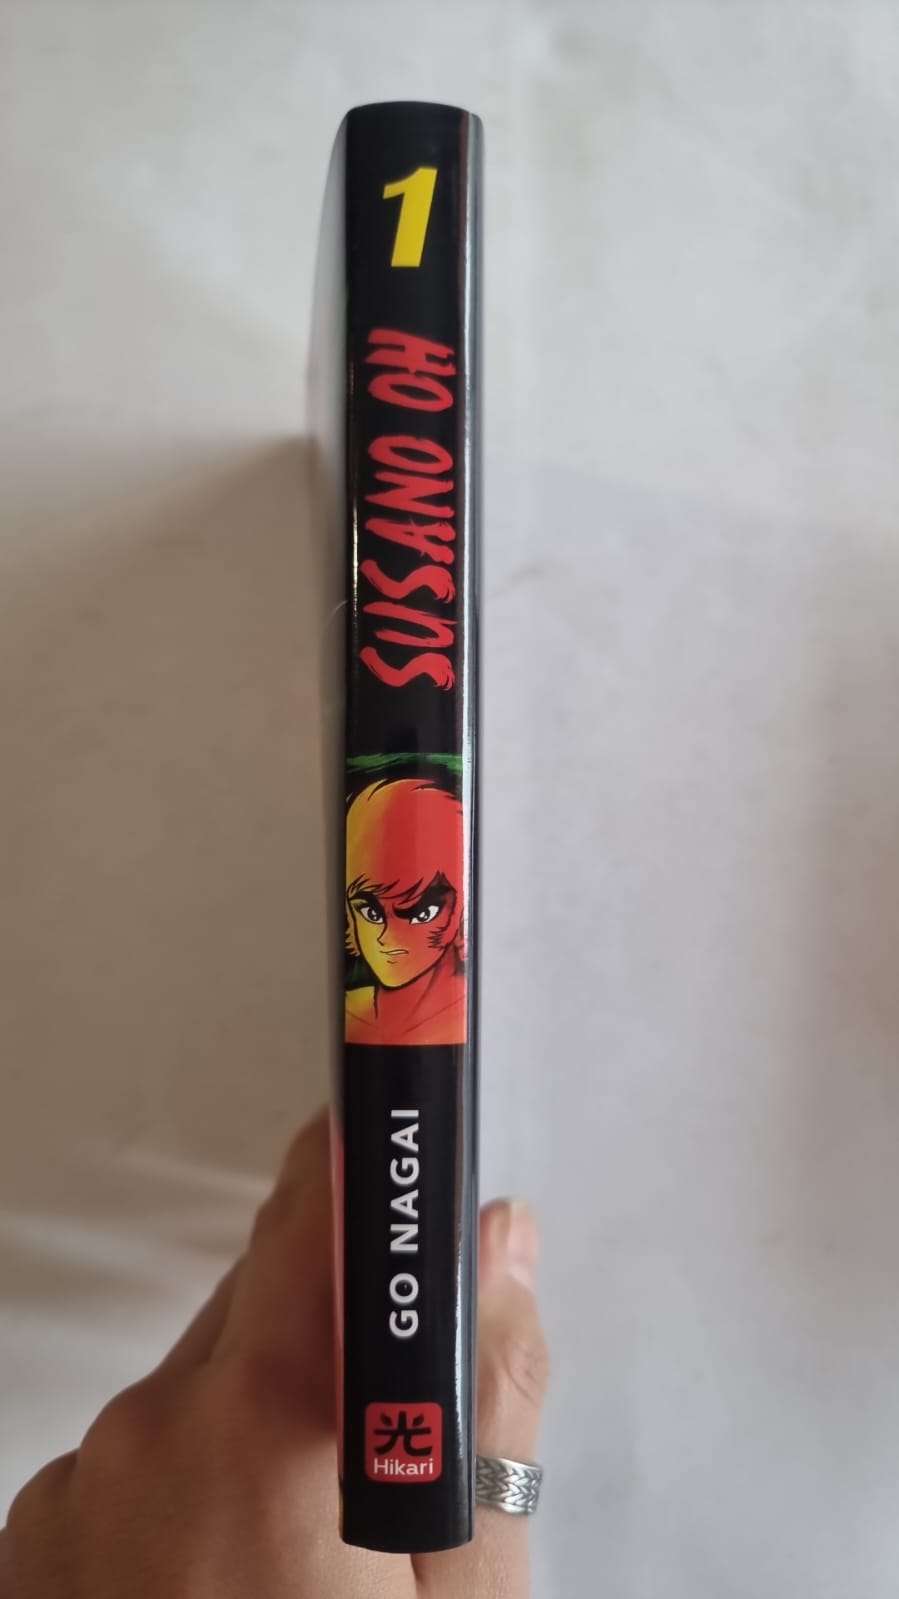 1
SUSANO OH
GO NAGAI
光
Hikari